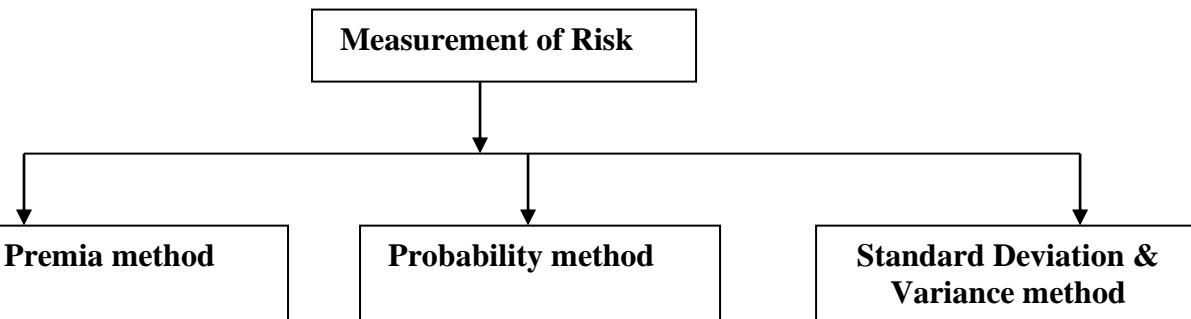 Measurement of Risk
Premia method
Probability method
Standard Deviation &
Variance method